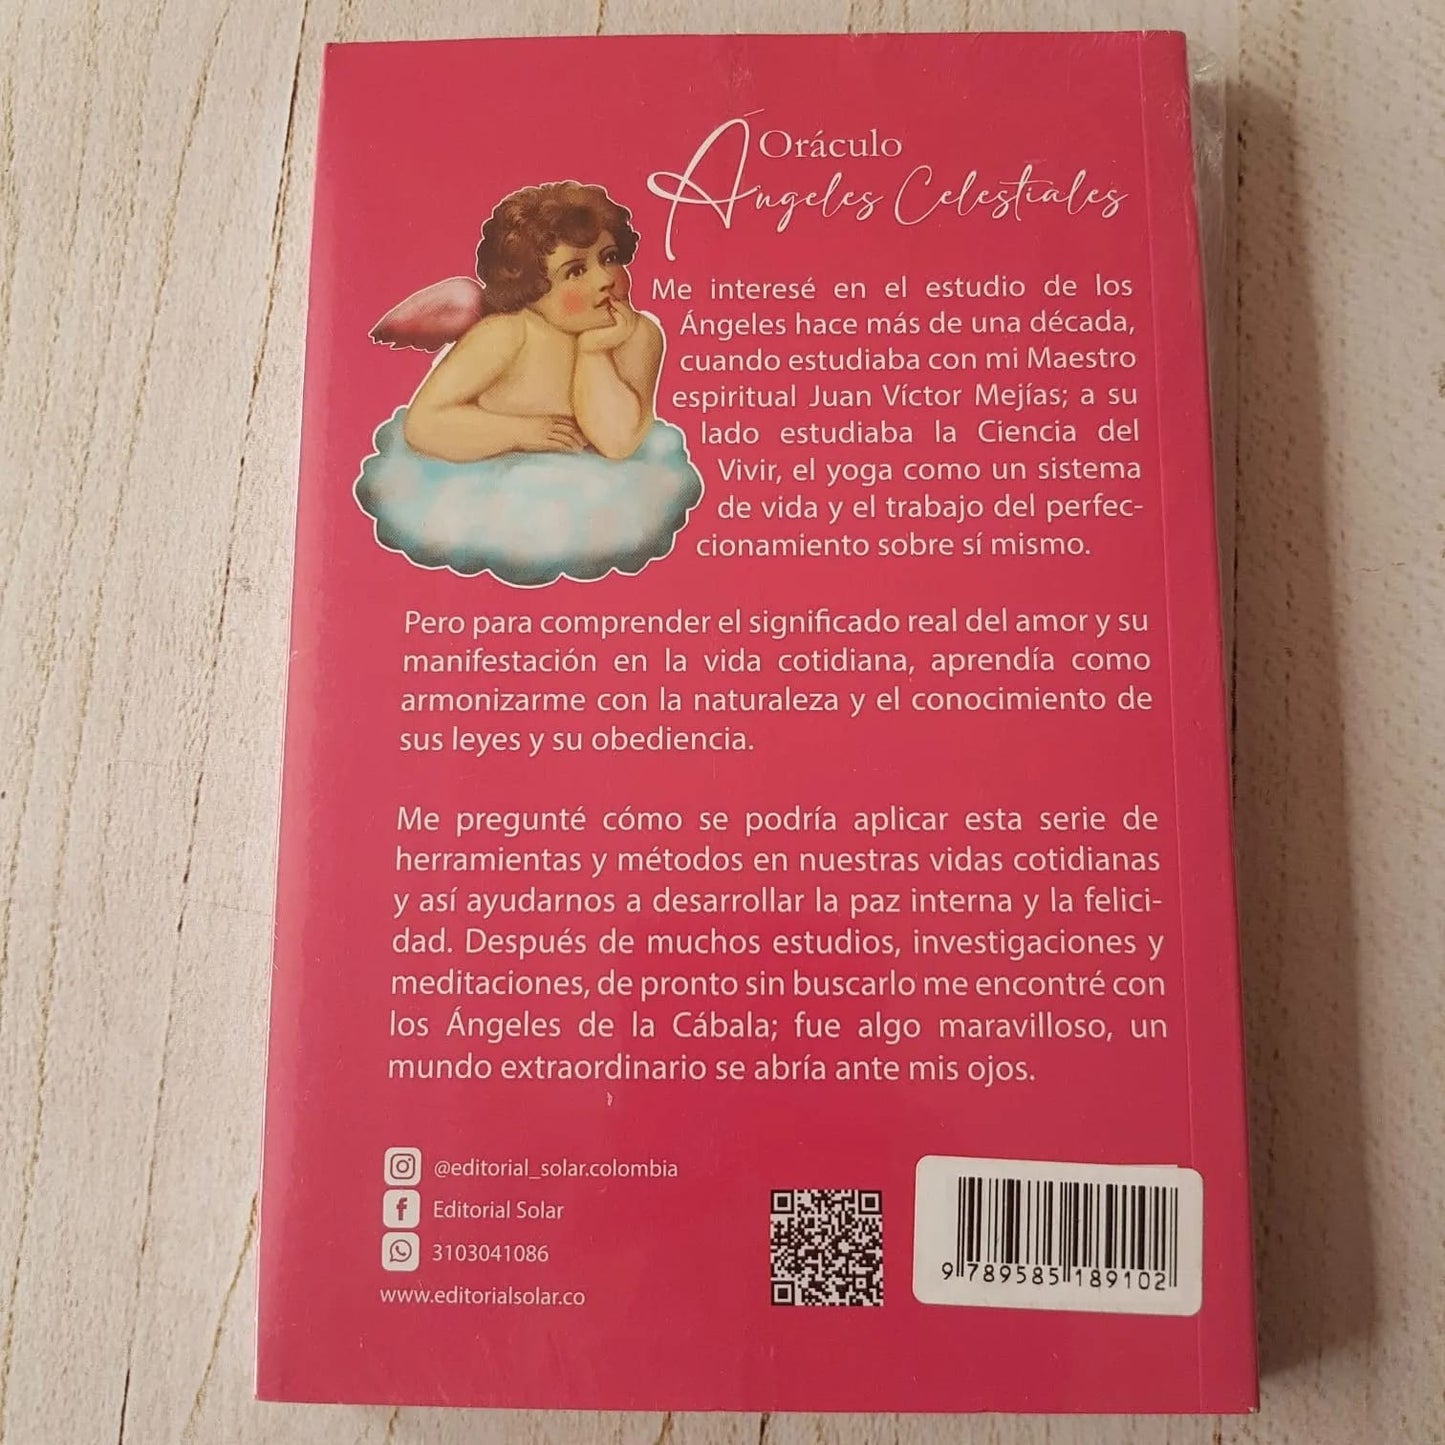 Oráculo
Ángeles Celestiales
Me interesé en el estudio de los
Ángeles hace más de una década,
cuando estudiaba con mi Maestro
espiritual Juan Víctor Mejías; a su
lado estudiaba la Ciencia del
Vivir, el yoga como un sistema
de vida y el trabajo del perfec-
cionamiento sobre sí mismo.
Pero para comprender el significado real del amor y su
manifestación en la vida cotidiana, aprendía como
armonizarme con la naturaleza y el conocimiento de
sus leyes y su obediencia.
Me pregunté cómo se podría aplicar esta serie de
herramientas y métodos en nuestras vidas cotidianas
y así ayudarnos a desarrollar la paz interna y la felici-
dad. Después de muchos estudios, investigaciones y
meditaciones, de pronto sin buscarlo me encontré con
los Ángeles de la Cábala; fue algo maravilloso, un
mundo extraordinario se abría ante mis ojos.
@editorial_solar.colombia
Editorial Solar
3103041086
www.editorialsolar.co
9 789585 189102